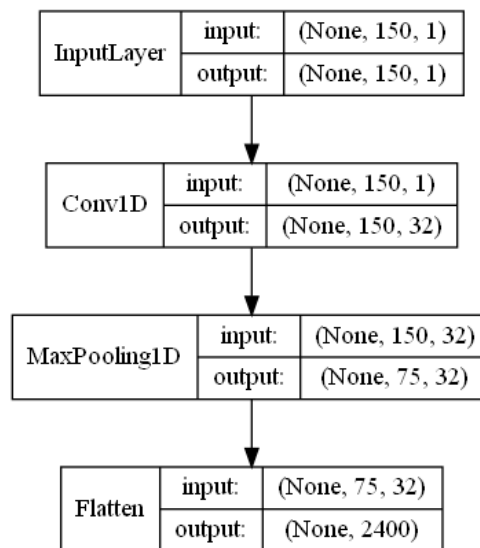 InputLayer
input: (None, 150, 1)
output: (None, 150, 1)
Conv1D
input: (None, 150, 1)
output: (None, 150, 32)
MaxPooling1D
input: (None, 150, 32)
output: (None, 75, 32)
Flatten
input: (None, 75, 32)
output: (None, 2400)